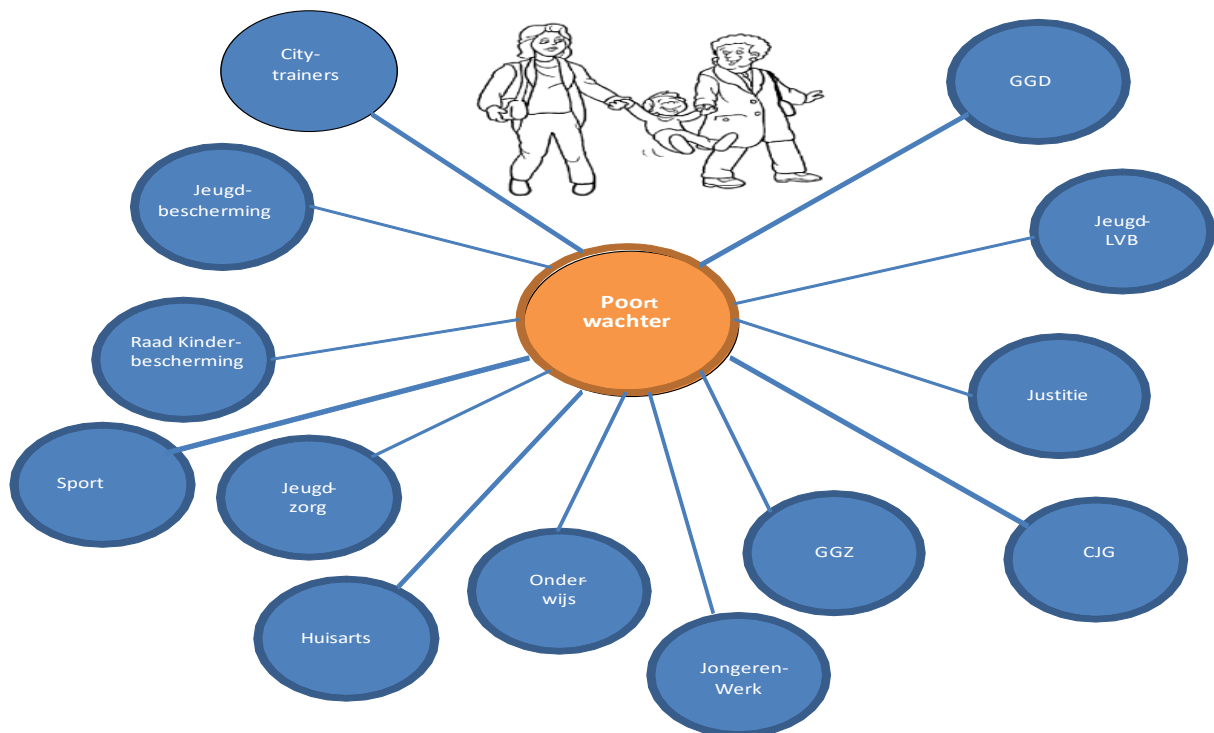 City-
trainers
GGD
Jeugd-
bescherming
Jeugd-
LVB
Poort
wachter
Raad Kinder-
bescherming
Justitie
Sport
Jeugd-
zorg
GGZ
CJG
Onder-
wijs
Huisarts
Jongeren-
Werk